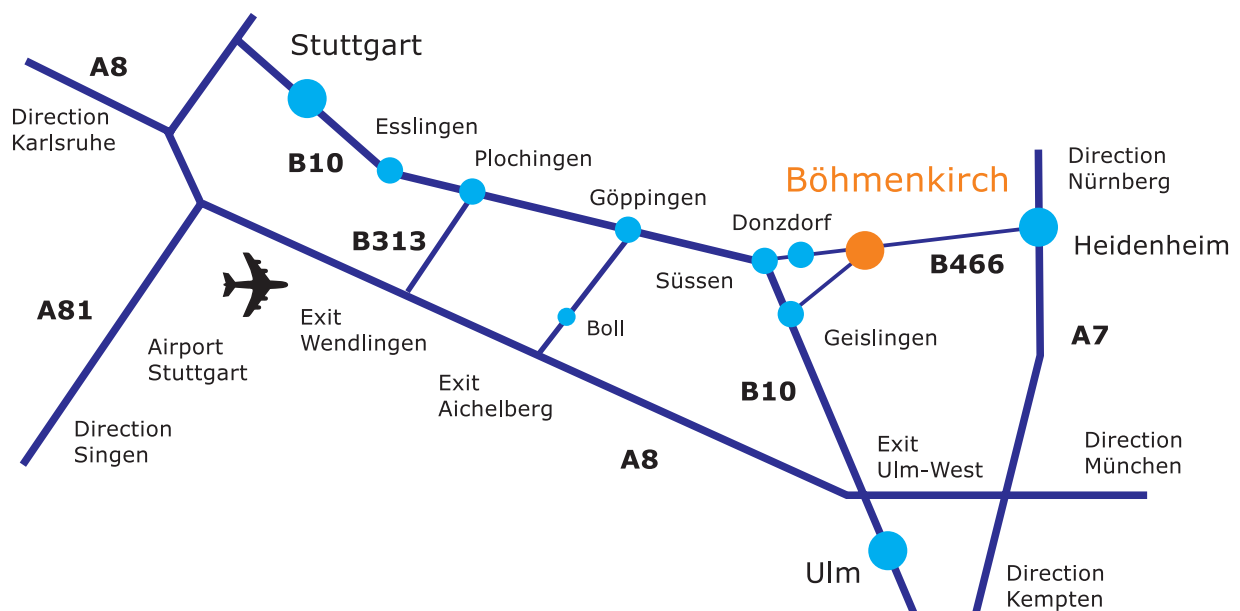 Stuttgart
A8
Direction
Karlsruhe
Esslingen
B10
Plochingen
Göppingen
Böhmenkirch
Direction
Nürnberg
Donzdorf
B313
Süssen
B466
Heidenheim
A81
Exit
Wendlingen
Boll
Geislingen
A7
Airport
Stuttgart
Exit
Aichelberg
B10
Direction
Singen
A8
Exit
Ulm-West
Direction
München
Ulm
Direction
Kempten